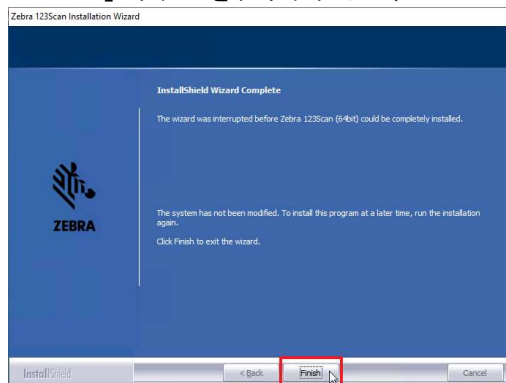 Zebra 123Scan Installation Wizard
InstallShield Wizard Complete
The wizard was interrupted before Zebra 123Scan (64bit) could be completely installed.
ZEBRA
The system has not been modified. To install this program at a later time, run the installation
again.
Click Finish to exit the wizard.
InstallShield
< Back
Finish
Cancel